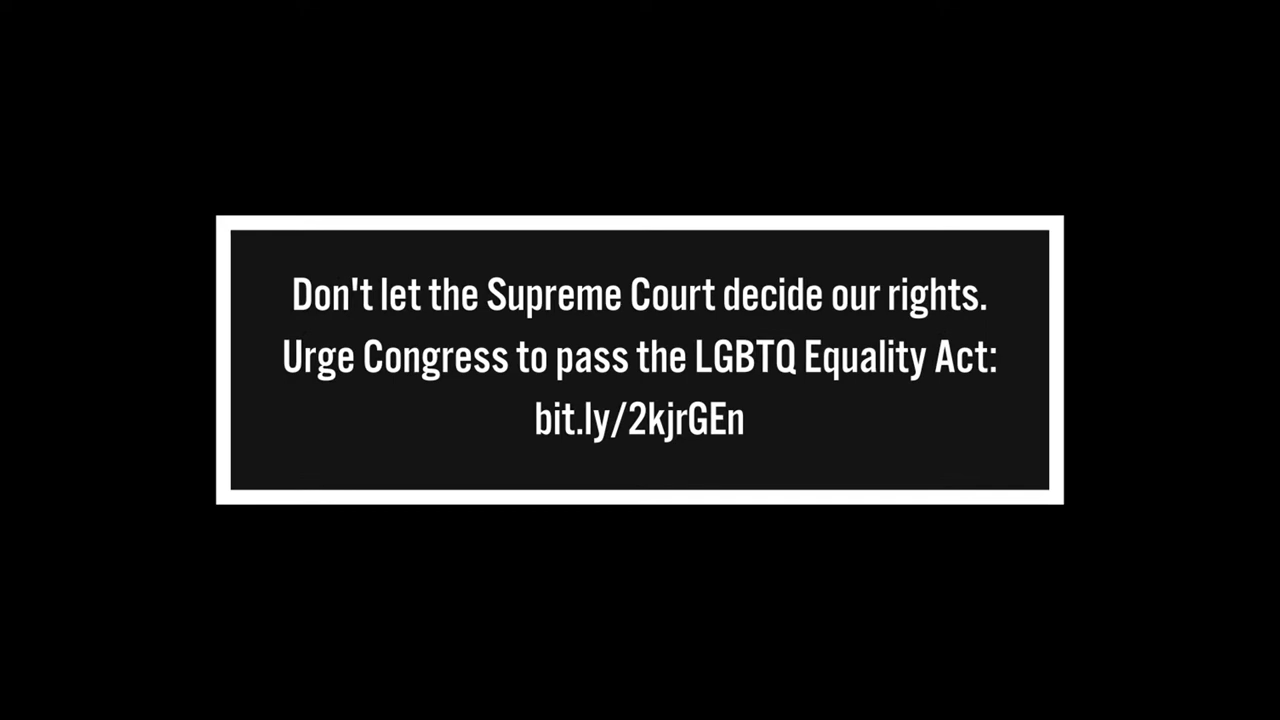 Don't let the Supreme Court decide our rights.
Urge Congress to pass the LGBTQ Equality Act:
bit.ly/2kjrGEn